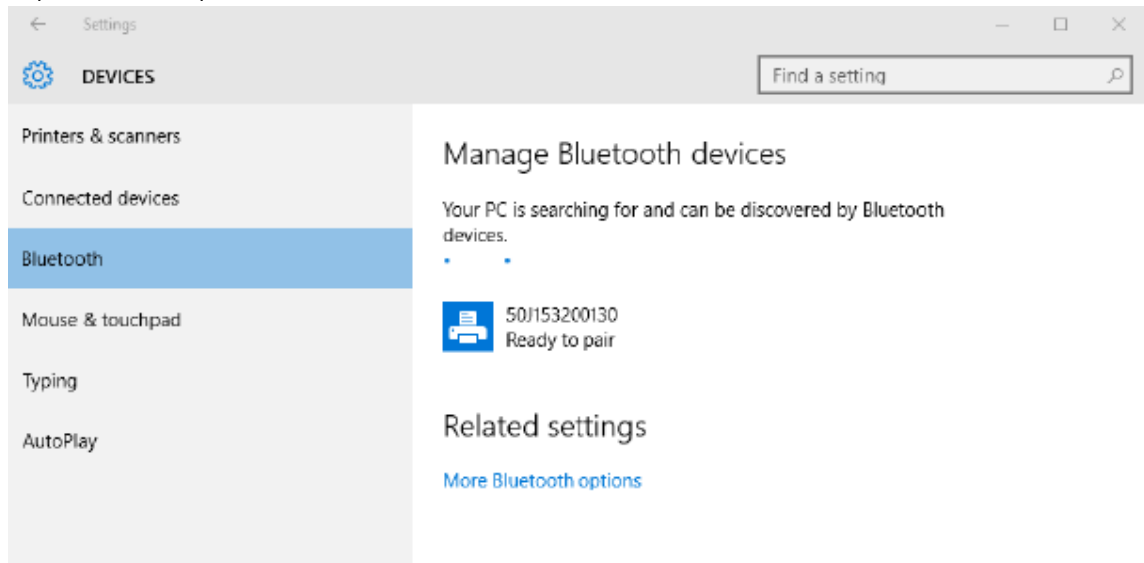 Settings
DEVICES
Find a setting
Printers & scanners
Connected devices
Bluetooth
Mouse & touchpad
Typing
AutoPlay
Manage Bluetooth devices
Your PC is searching for and can be discovered by Bluetooth
devices.
50J153200130
Ready to pair
Related settings
More Bluetooth options